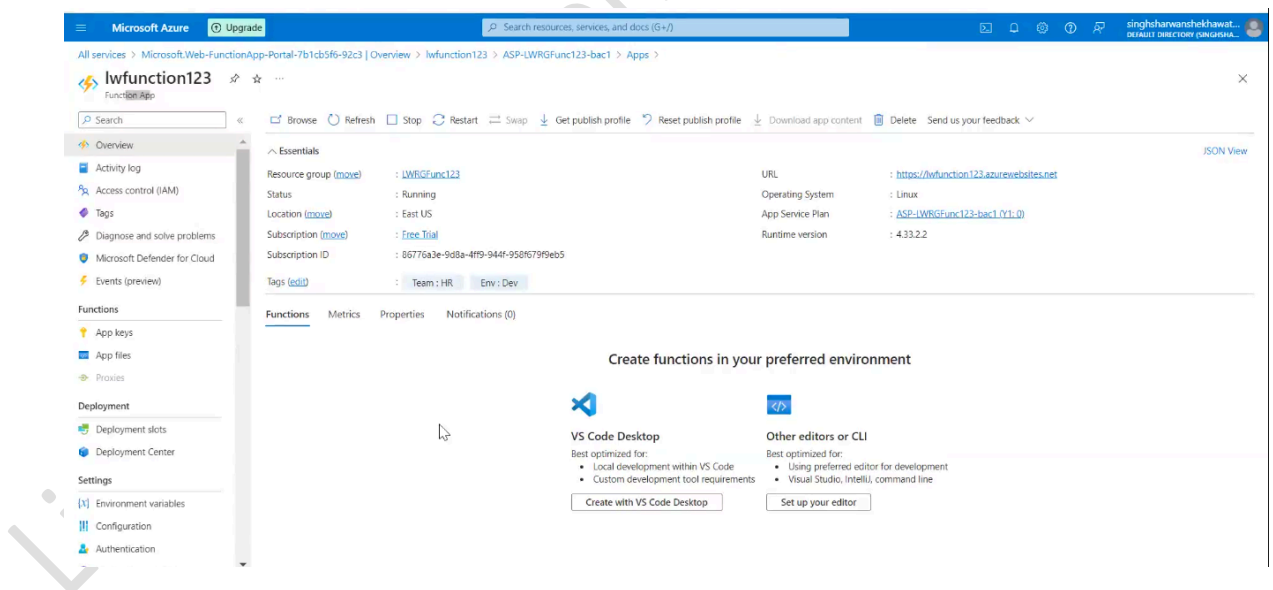 Microsoft Azure
Upgrade
Search resources, services, and docs (G+/)
singhsharwanshekhawat...
DEFAULT DIRECTORY (SINGHSHA...
All services > Microsoft.Web-FunctionApp-Portal-7b1cb5f6-92c3 | Overview > lwfunction123 > ASP-LWRGFunc123-bac1 > Apps >
lwfunction123
Function App
Search
Browse Refresh Stop Restart Swap Get publish profile Reset publish profile Download app content Delete Send us your feedback
Overview
Activity log
Access control (IAM)
Tags
Diagnose and solve problems
Microsoft Defender for Cloud
Events (preview)
Functions
App keys
App files
Proxies
Deployment
Deployment slots
Deployment Center
Settings
Environment variables
Configuration
Authentication
Essentials
JSON View
Resource group (move) : LWRGFunc123
Status : Running
Location (move) : East US
Subscription (move) : Free Trial
Subscription ID : 86776a3e-9d8a-4ff9-944f-958f679f9eb5
URL : https://lwfunction123.azurewebsites.net
Operating System : Linux
App Service Plan : ASP-LWRGFunc123-bac1 (Y1: 0)
Runtime version : 4.33.2.2
Tags (edit) : Team : HR Env : Dev
Functions Metrics Properties Notifications (0)
Create functions in your preferred environment
VS Code Desktop
Best optimized for:
• Local development within VS Code
• Custom development tool requirements
Create with VS Code Desktop
Other editors or CLI
Best optimized for:
• Using preferred editor for development
• Visual Studio, IntelliJ, command line
Set up your editor